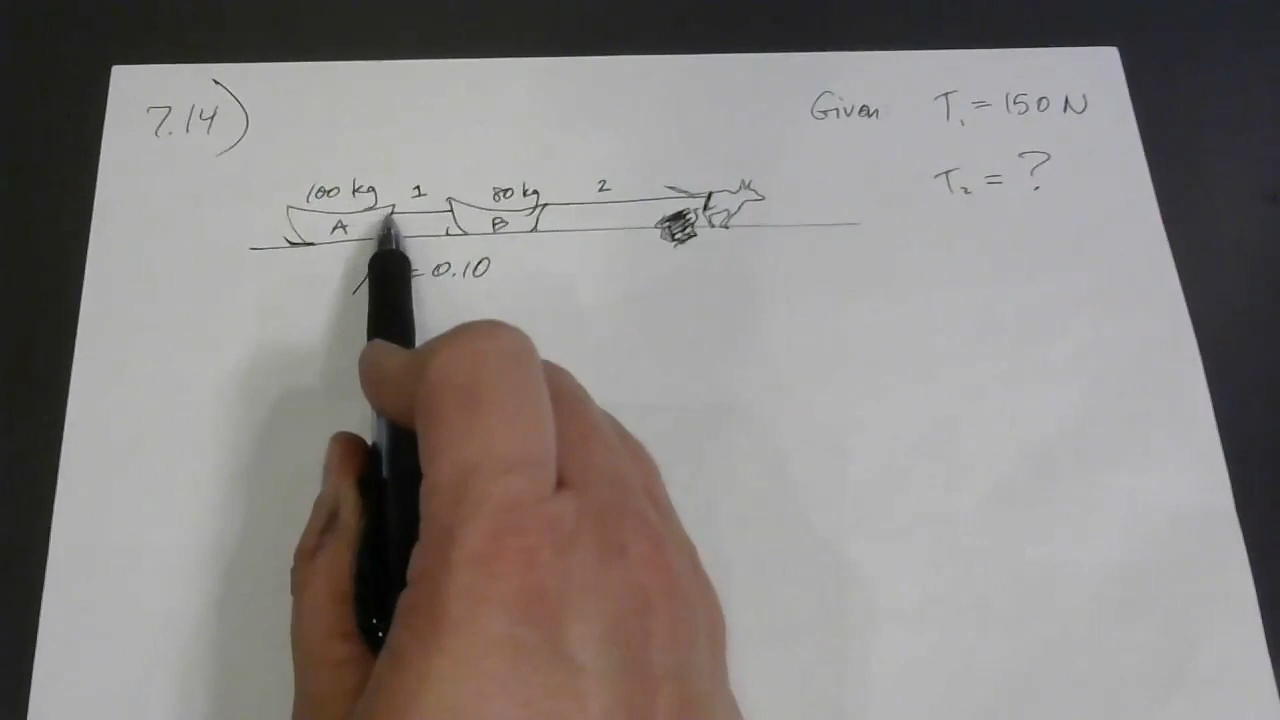 7.14)
Given T₁ = 150 N
T₂ = ?
100 kg 1 80 kg 2
A B
= 0.10